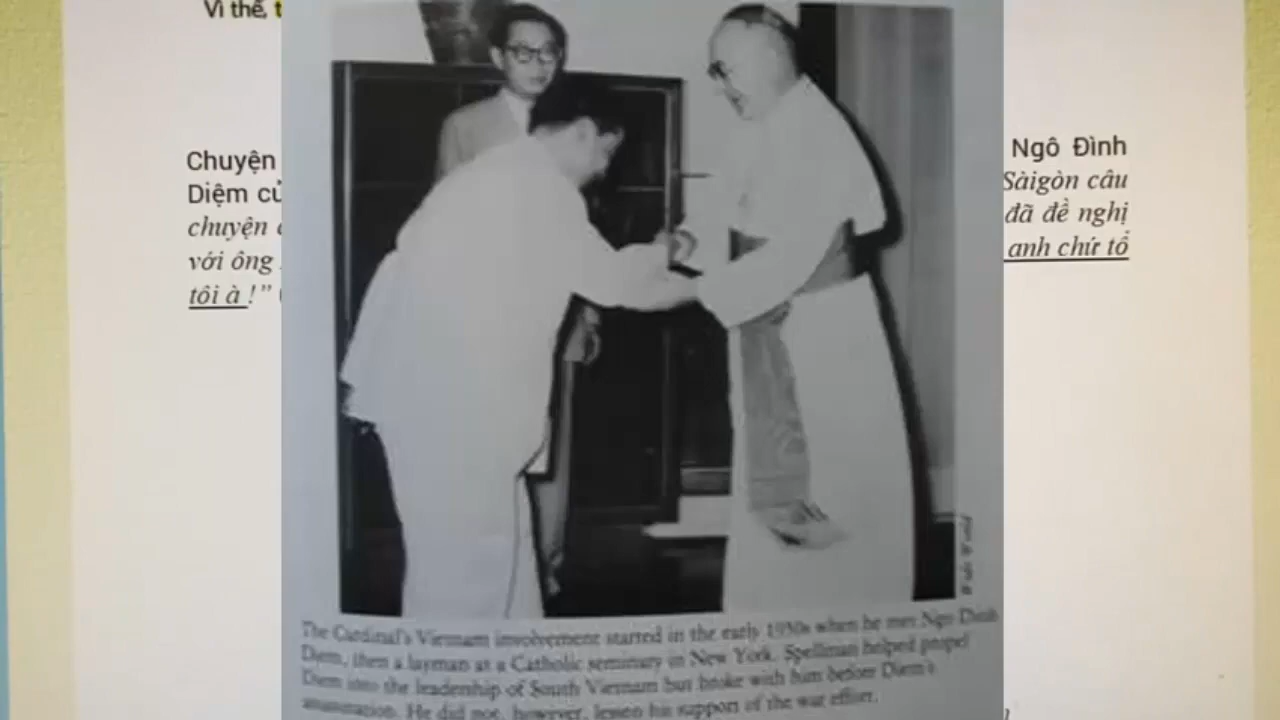 Vì thế, t
Chuyện
Ngô Đình
Diệm củ
Sàigòn câu
chuyện
đã đề nghị
với ông
anh chứ tổ
tôi à !”
The Cardinal's Vietnam involvement started in the early 1950s when he met Ngo Dinh
Diem, then a layman at a Catholic seminary in New York. Spellman helped propel
Diem into the leadership of South Vietnam but broke with him before Diem's
assassination. He did not, however, lessen his support of the war effort.